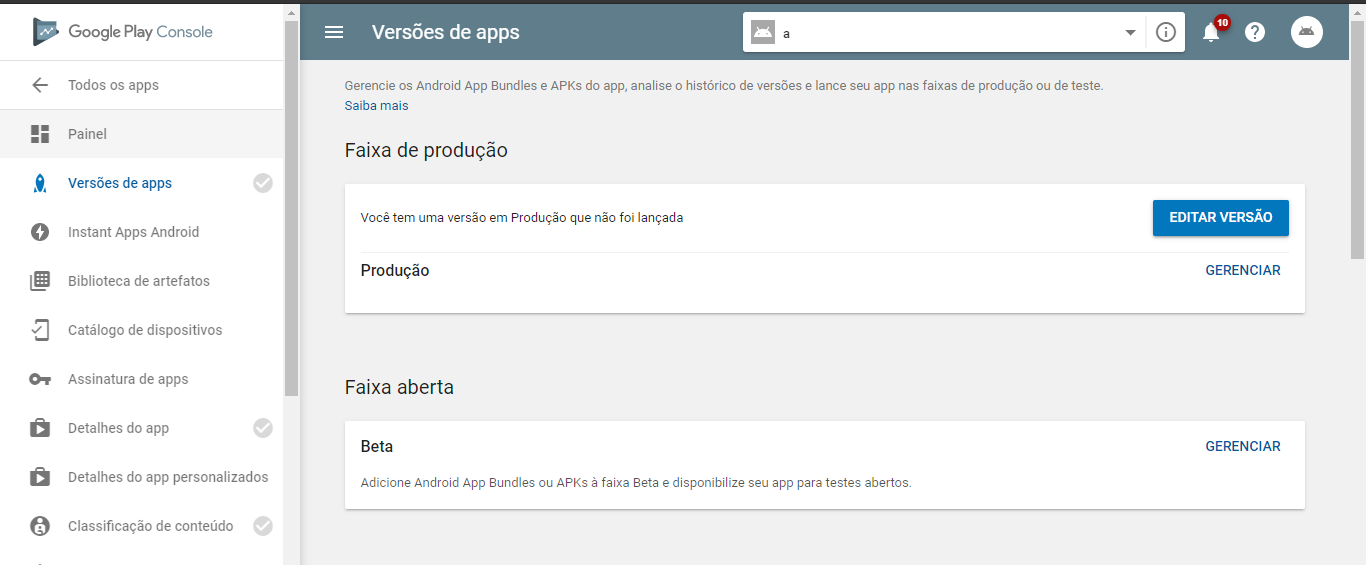 Google Play Console
Todos os apps
Painel
Versões de apps
Instant Apps Android
Biblioteca de artefatos
Catálogo de dispositivos
Assinatura de apps
Detalhes do app
Detalhes do app personalizados
Classificação de conteúdo
Versões de apps
a
10
Gerencie os Android App Bundles e APKs do app, analise o histórico de versões e lance seu app nas faixas de produção ou de teste.
Saiba mais
Faixa de produção
Você tem uma versão em Produção que não foi lançada
EDITAR VERSÃO
Produção
GERENCIAR
Faixa aberta
Beta
GERENCIAR
Adicione Android App Bundles ou APKs à faixa Beta e disponibilize seu app para testes abertos.